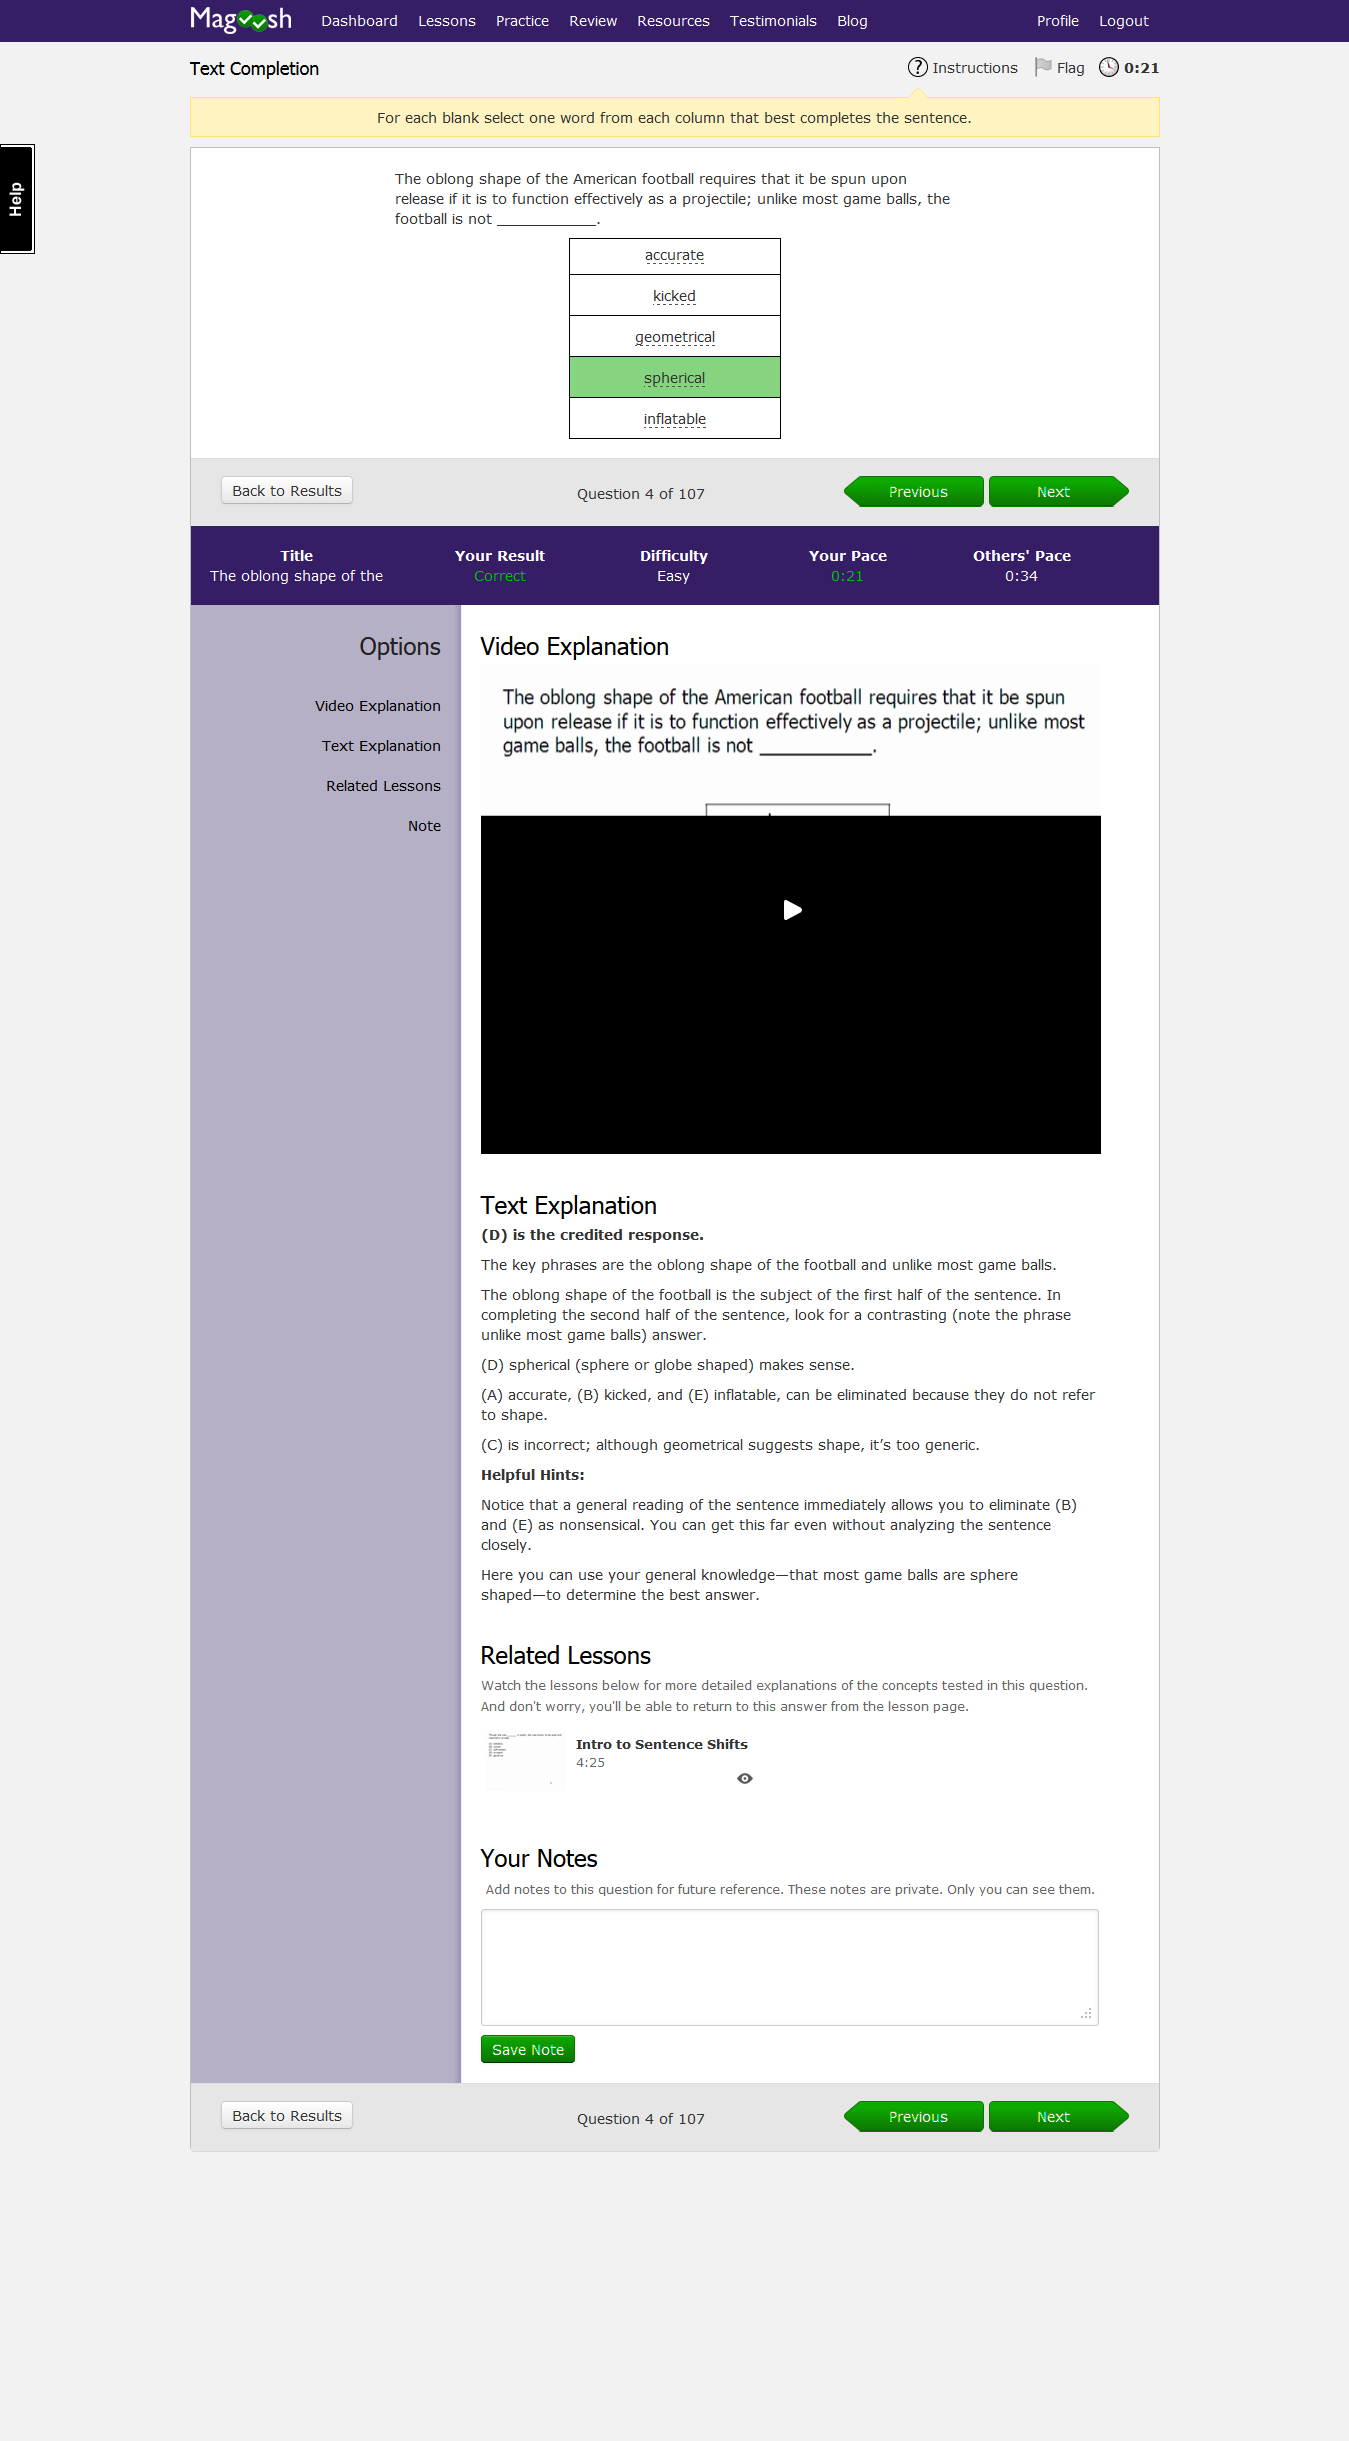 Magoosh
Dashboard Lessons Practice Review Resources Testimonials Blog Profile Logout
Text Completion
? Instructions Flag 0:21
For each blank select one word from each column that best completes the sentence.
Help
The oblong shape of the American football requires that it be spun upon
release if it is to function effectively as a projectile; unlike most game balls, the
football is not ____________.
accurate
kicked
geometrical
spherical
inflatable
Back to Results Question 4 of 107 Previous Next
Title Your Result Difficulty Your Pace Others' Pace
The oblong shape of the Correct Easy 0:21 0:34
Options
Video Explanation
Text Explanation
Related Lessons
Note
Video Explanation
The oblong shape of the American football requires that it be spun
upon release if it is to function effectively as a projectile; unlike most
game balls, the football is not ___________.
Text Explanation
(D) is the credited response.
The key phrases are the oblong shape of the football and unlike most game balls.
The oblong shape of the football is the subject of the first half of the sentence. In
completing the second half of the sentence, look for a contrasting (note the phrase
unlike most game balls) answer.
(D) spherical (sphere or globe shaped) makes sense.
(A) accurate, (B) kicked, and (E) inflatable, can be eliminated because they do not refer
to shape.
(C) is incorrect; although geometrical suggests shape, it’s too generic.
Helpful Hints:
Notice that a general reading of the sentence immediately allows you to eliminate (B)
and (E) as nonsensical. You can get this far even without analyzing the sentence
closely.
Here you can use your general knowledge—that most game balls are sphere
shaped—to determine the best answer.
Related Lessons
Watch the lessons below for more detailed explanations of the concepts tested in this question.
And don't worry, you'll be able to return to this answer from the lesson page.
Intro to Sentence Shifts
4:25
Your Notes
Add notes to this question for future reference. These notes are private. Only you can see them.
Save Note
Back to Results Question 4 of 107 Previous Next